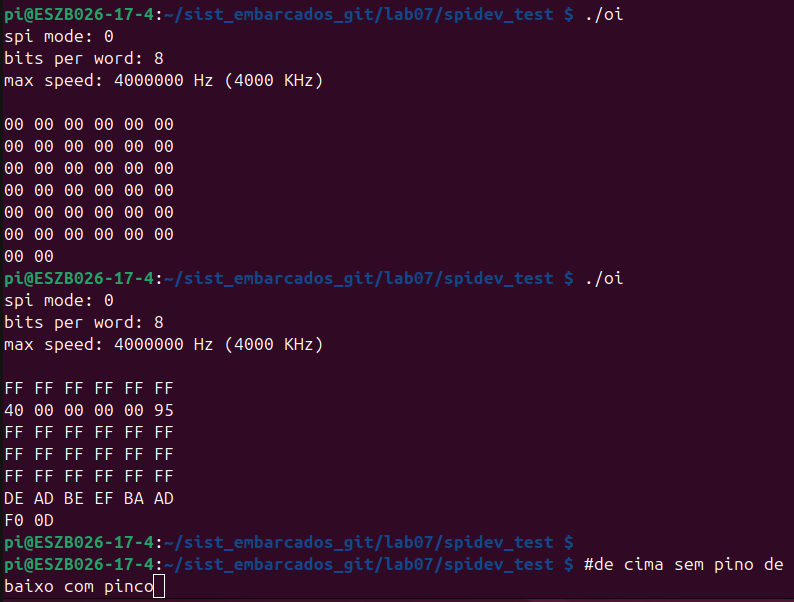 pi@ESZB026-17-4:~/sist_embarcados_git/lab07/spidev_test $ ./oi
spi mode: 0
bits per word: 8
max speed: 4000000 Hz (4000 KHz)
00 00 00 00 00 00
00 00 00 00 00 00
00 00 00 00 00 00
00 00 00 00 00 00
00 00 00 00 00 00
00 00 00 00 00 00
00 00
pi@ESZB026-17-4:~/sist_embarcados_git/lab07/spidev_test $ ./oi
spi mode: 0
bits per word: 8
max speed: 4000000 Hz (4000 KHz)
FF FF FF FF FF FF
40 00 00 00 00 95
FF FF FF FF FF FF
FF FF FF FF FF FF
FF FF FF FF FF FF
DE AD BE EF BA AD
F0 0D
pi@ESZB026-17-4:~/sist_embarcados_git/lab07/spidev_test $
pi@ESZB026-17-4:~/sist_embarcados_git/lab07/spidev_test $ #de cima sem pino de
baixo com pinco